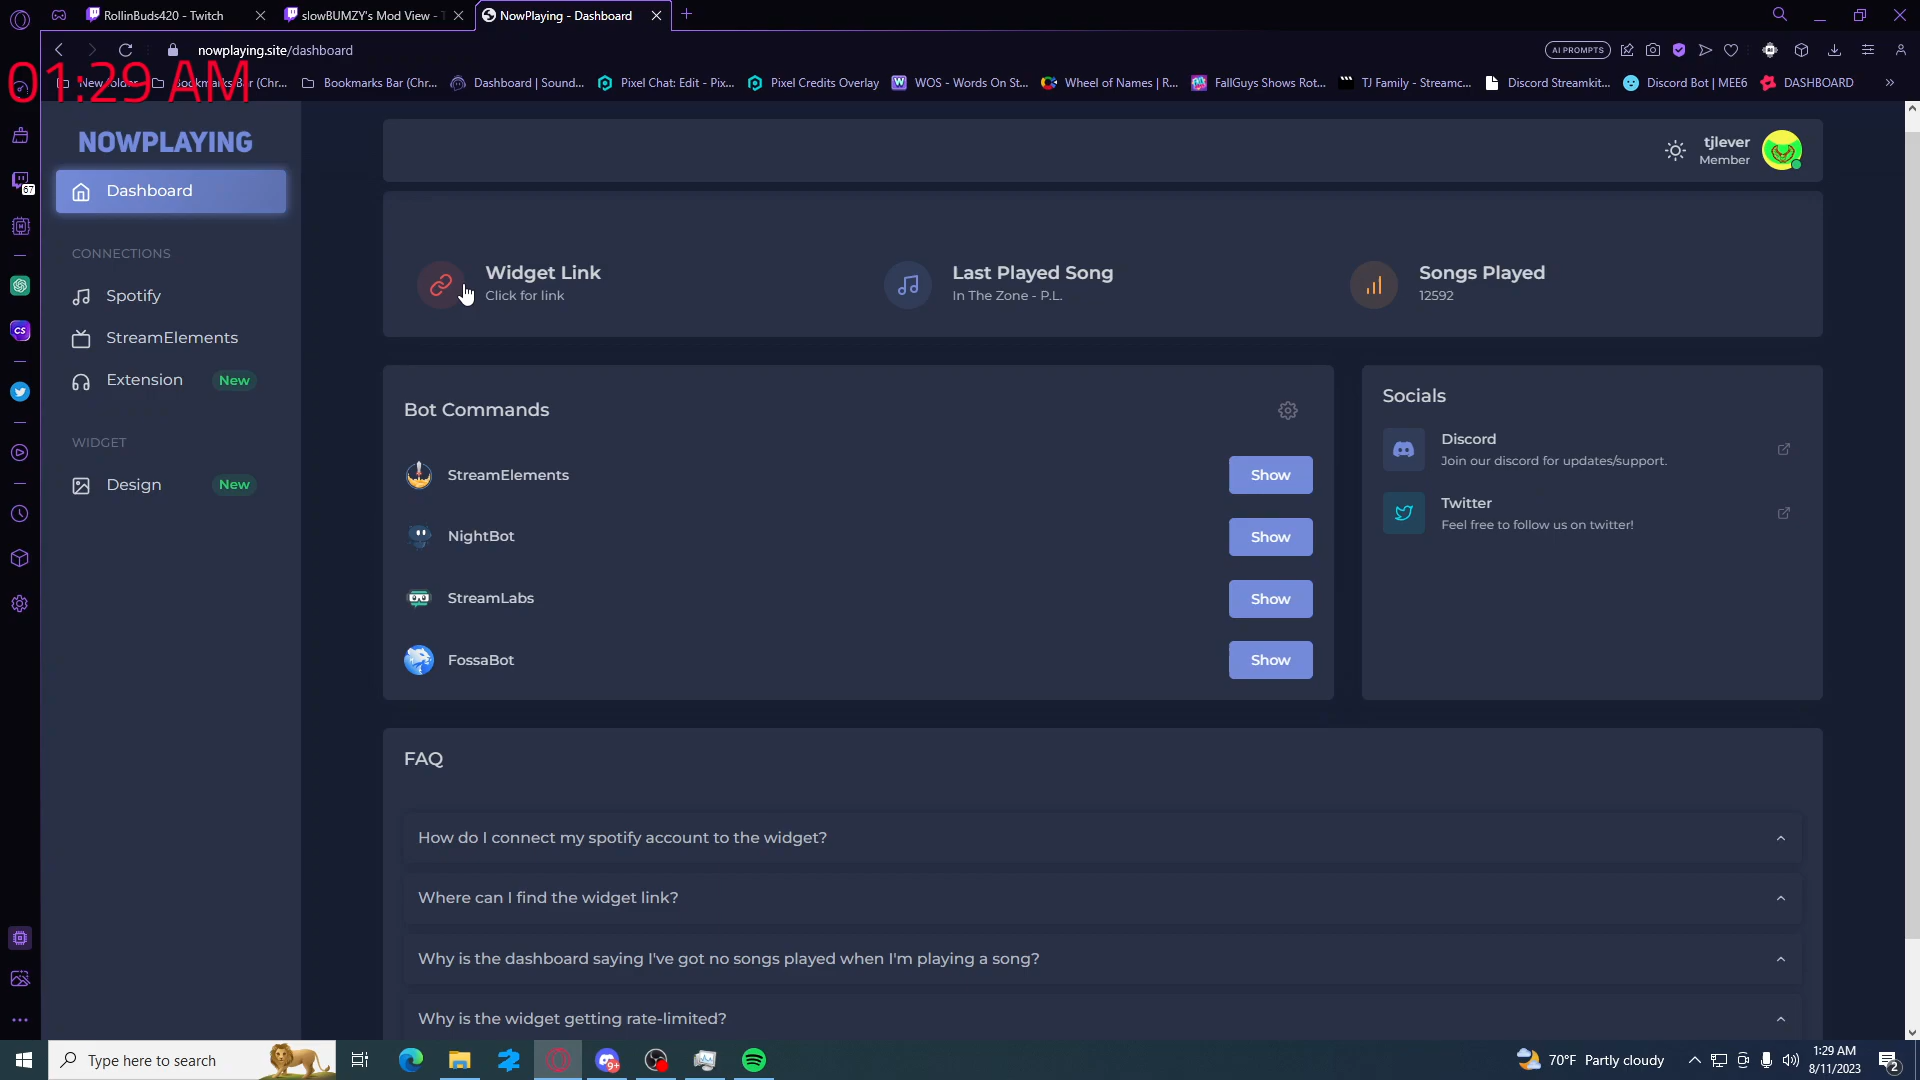 RollinBuds420 - Twitch
slowBUMZY's Mod View - T
NowPlaying - Dashboard
nowplaying.site/dashboard
AI PROMPTS
01:29 AM
New folder
Bookmarks Bar (Chr...
Bookmarks Bar (Chr...
Dashboard | Sound...
Pixel Chat: Edit - Pix...
Pixel Credits Overlay
WOS - Words On St...
Wheel of Names | R...
FallGuys Shows Rot...
TJ Family - Streamc...
Discord Streamkit...
Discord Bot | MEE6
DASHBOARD
67
CS
NOWPLAYING
Dashboard
CONNECTIONS
Spotify
StreamElements
Extension New
WIDGET
Design New
tjlever
Member
Widget Link
Click for link
Last Played Song
In The Zone - P.L.
Songs Played
12592
Bot Commands
StreamElements Show
NightBot Show
StreamLabs Show
FossaBot Show
Socials
Discord
Join our discord for updates/support.
Twitter
Feel free to follow us on twitter!
FAQ
How do I connect my spotify account to the widget?
Where can I find the widget link?
Why is the dashboard saying I've got no songs played when I'm playing a song?
Why is the widget getting rate-limited?
Type here to search
9+
70°F Partly cloudy
1:29 AM
8/11/2023
2